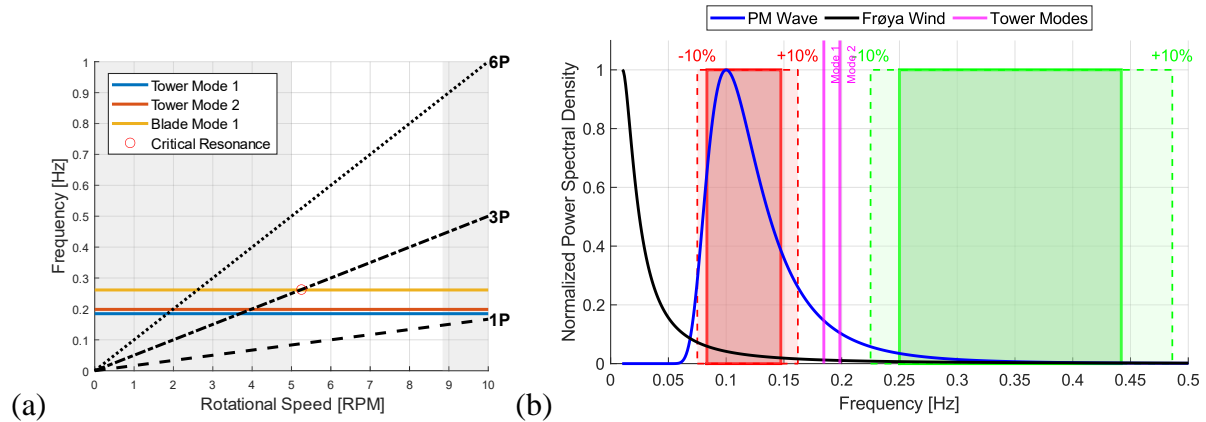 Tower Mode 1
Tower Mode 2
Blade Mode 1
Critical Resonance
6P
3P
1P
1
0.9
0.8
0.7
0.6
0.5
0.4
0.3
0.2
0.1
0
0 1 2 3 4 5 6 7 8 9 10
Frequency [Hz]
Rotational Speed [RPM]
(a)
PM Wave Frøya Wind Tower Modes
-10% +10% 10% +10%
Mode 1
Mode 2
1
0.8
0.6
0.4
0.2
0
0 0.05 0.1 0.15 0.2 0.25 0.3 0.35 0.4 0.45 0.5
Normalized Power Spectral Density
Frequency [Hz]
(b)